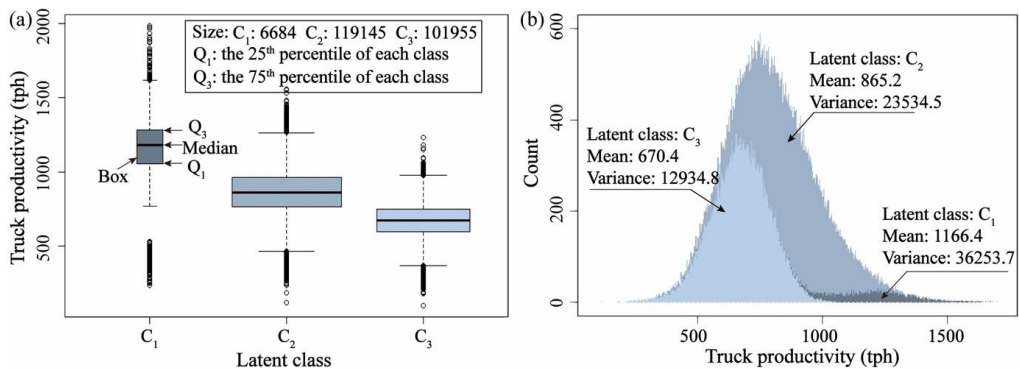 (a)
2000
1500
1000
500
Truck productivity (tph)
Size: C₁: 6684 C₂: 119145 C₃: 101955
Q₁: the 25th percentile of each class
Q₃: the 75th percentile of each class
Q₃
Median
Q₁
Box
C₁ C₂ C₃
Latent class
(b)
600
400
200
0
Count
Latent class: C₂
Mean: 865.2
Variance: 23534.5
Latent class: C₃
Mean: 670.4
Variance: 12934.8
Latent class: C₁
Mean: 1166.4
Variance: 36253.7
500 1000 1500
Truck productivity (tph)